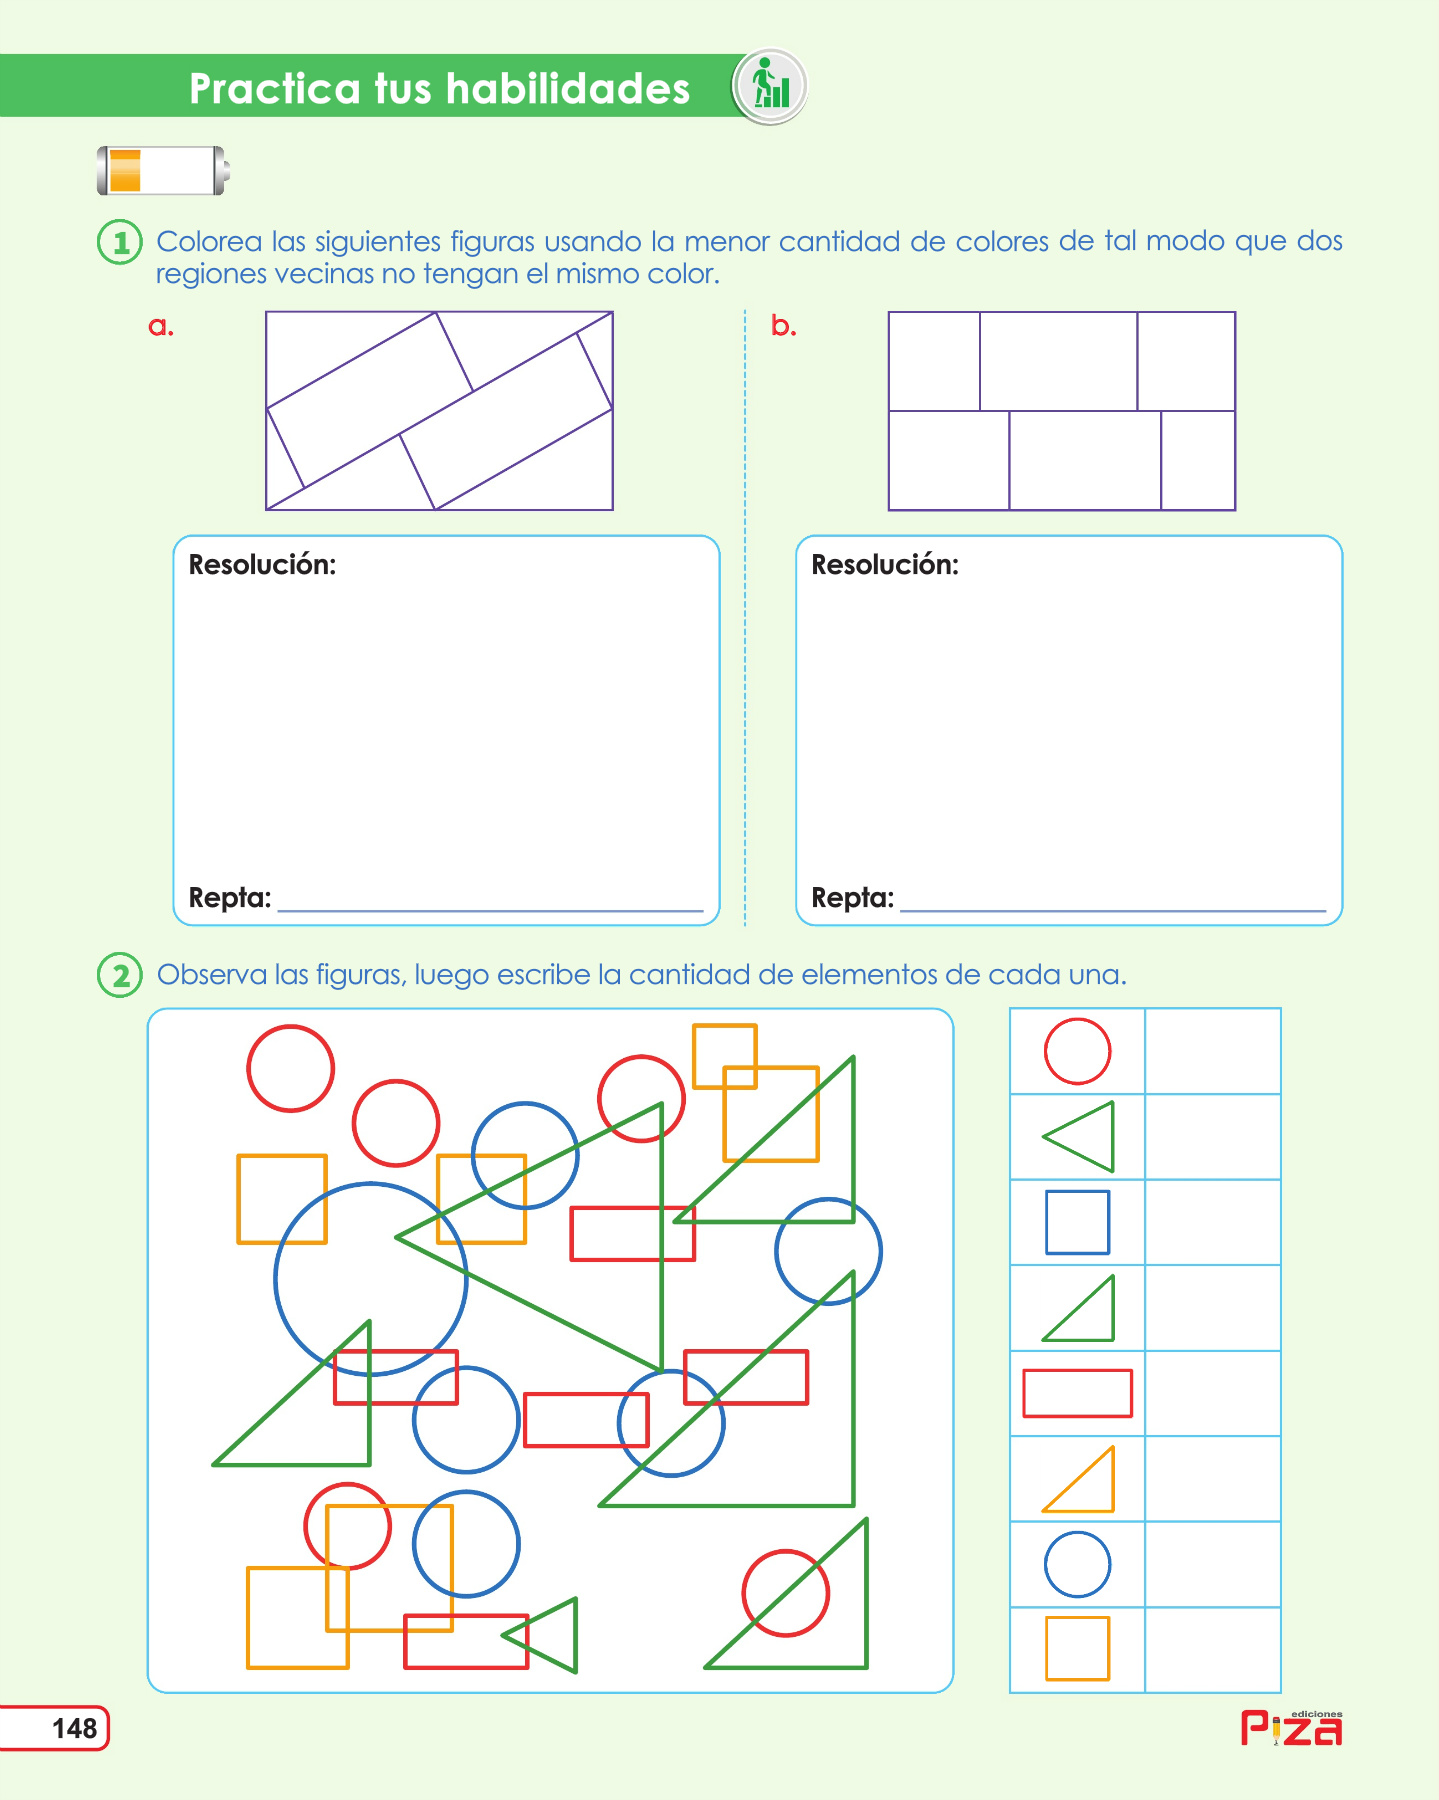 Practica tus habilidades
1 Colorea las siguientes figuras usando la menor cantidad de colores de tal modo que dos
regiones vecinas no tengan el mismo color.
a.
b.
Resolución:
Resolución:
Repta:
Repta:
2 Observa las figuras, luego escribe la cantidad de elementos de cada una.
148
ediciones
Piza